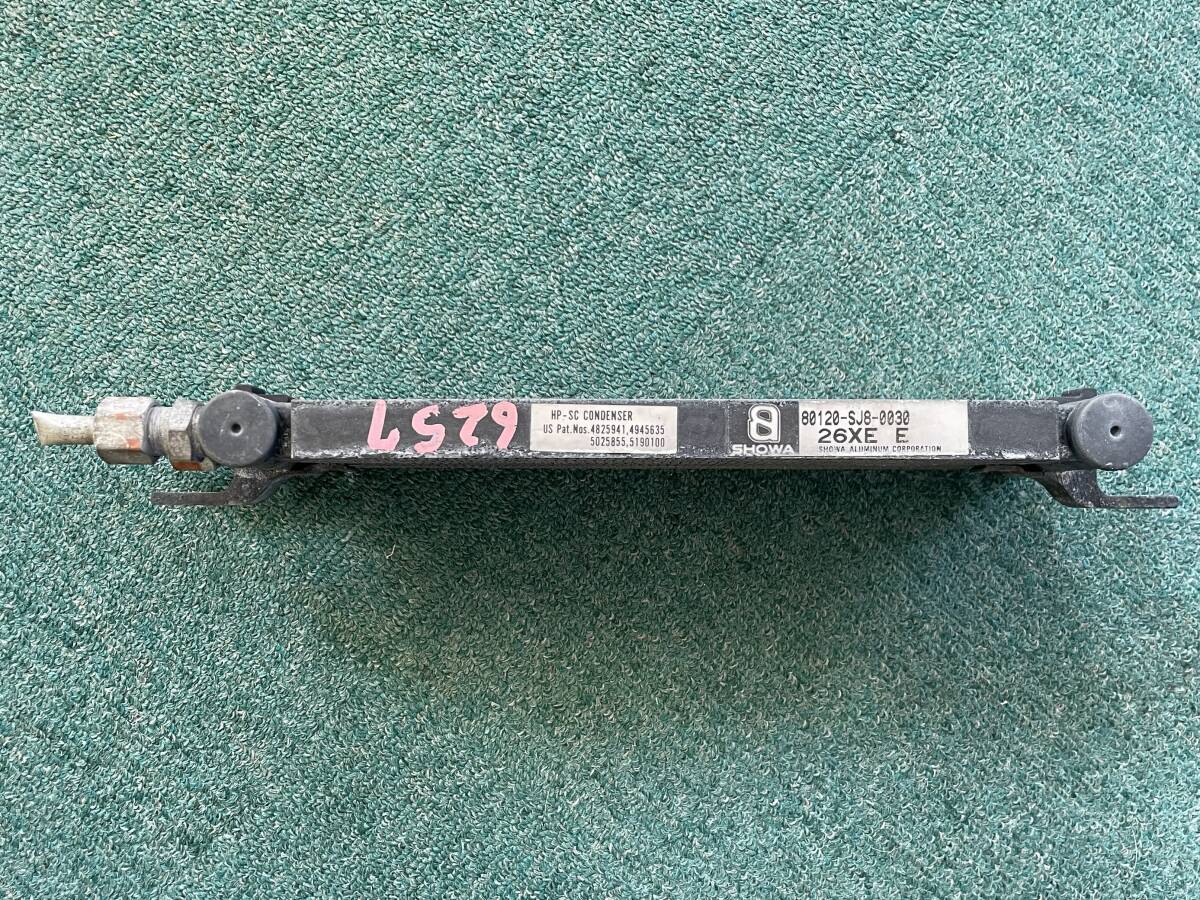 6257
HP-SC CONDENSER
US Pat.Nos.4825941,4945635
5025855,5190100
SHOWA
80120-SJ8-0030
26XE E
SHOWA ALUMINUM CORPORATION